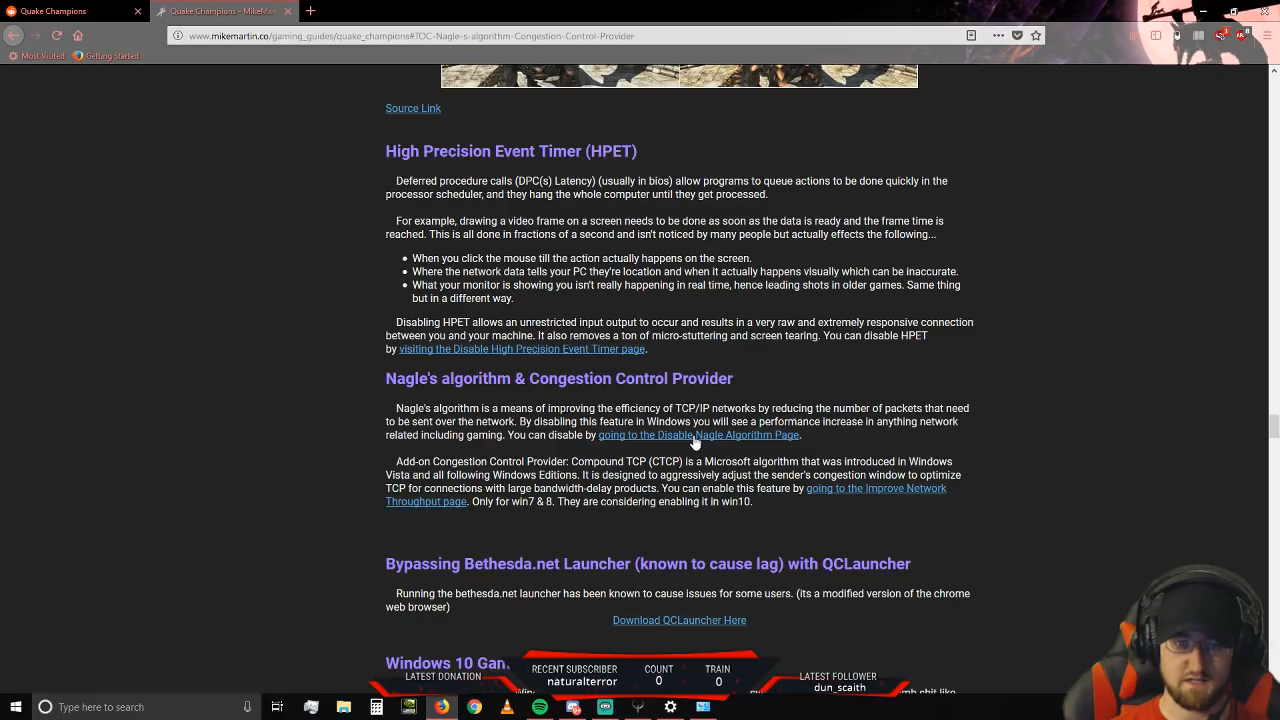 Quake Champions
Quake Champions - MikeMar
www.mikemartin.co/gaming_guides/quake_champions#TOC-Nagle-s-algorithm-Congestion-Control-Provider
Most Visited
Getting Started
Source Link
High Precision Event Timer (HPET)
Deferred procedure calls (DPC(s) Latency) (usually in bios) allow programs to queue actions to be done quickly in the
processor scheduler, and they hang the whole computer until they get processed.
For example, drawing a video frame on a screen needs to be done as soon as the data is ready and the frame time is
reached. This is all done in fractions of a second and isn't noticed by many people but actually effects the following...
• When you click the mouse till the action actually happens on the screen.
• Where the network data tells your PC they're location and when it actually happens visually which can be inaccurate.
• What your monitor is showing you isn't really happening in real time, hence leading shots in older games. Same thing
but in a different way.
Disabling HPET allows an unrestricted input output to occur and results in a very raw and extremely responsive connection
between you and your machine. It also removes a ton of micro-stuttering and screen tearing. You can disable HPET
by visiting the Disable High Precision Event Timer page.
Nagle's algorithm & Congestion Control Provider
Nagle's algorithm is a means of improving the efficiency of TCP/IP networks by reducing the number of packets that need
to be sent over the network. By disabling this feature in Windows you will see a performance increase in anything network
related including gaming. You can disable by going to the Disable Nagle Algorithm Page.
Add-on Congestion Control Provider: Compound TCP (CTCP) is a Microsoft algorithm that was introduced in Windows
Vista and all following Windows Editions. It is designed to aggressively adjust the sender's congestion window to optimize
TCP for connections with large bandwidth-delay products. You can enable this feature by going to the Improve Network
Throughput page. Only for win7 & 8. They are considering enabling it in win10.
Bypassing Bethesda.net Launcher (known to cause lag) with QCLauncher
Running the bethesda.net launcher has been known to cause issues for some users. (its a modified version of the chrome
web browser)
Download QCLauncher Here
Windows 10 Gam
LATEST DONATION
RECENT SUBSCRIBER
naturalterror
COUNT
0
TRAIN
0
LATEST FOLLOWER
dun_scaith
Type here to search